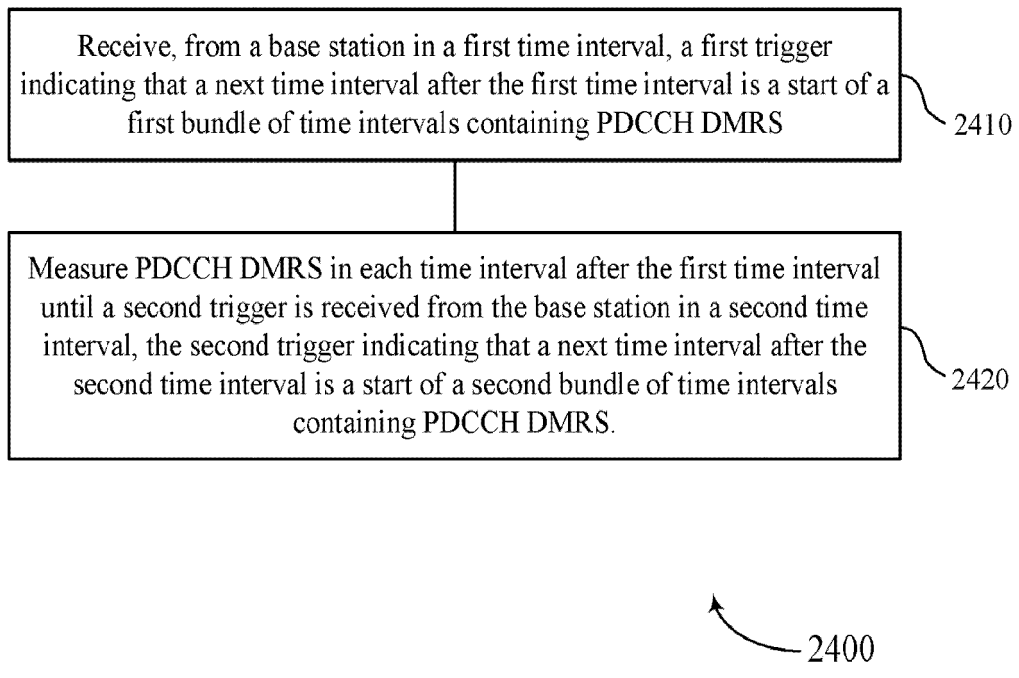 Receive, from a base station in a first time interval, a first trigger
indicating that a next time interval after the first time interval is a start of a
first bundle of time intervals containing PDCCH DMRS
2410
Measure PDCCH DMRS in each time interval after the first time interval
until a second trigger is received from the base station in a second time
interval, the second trigger indicating that a next time interval after the
second time interval is a start of a second bundle of time intervals
containing PDCCH DMRS.
2420
2400